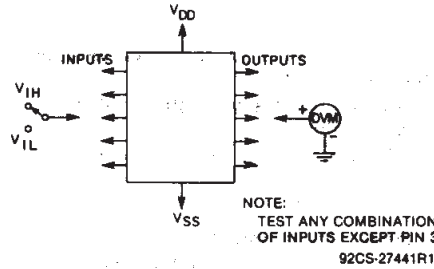 VDD
INPUTS
OUTPUTS
VIH
VIL
+
DVM
-
VSS
NOTE:
TEST ANY COMBINATION
OF INPUTS EXCEPT PIN 3
92CS-27441R1